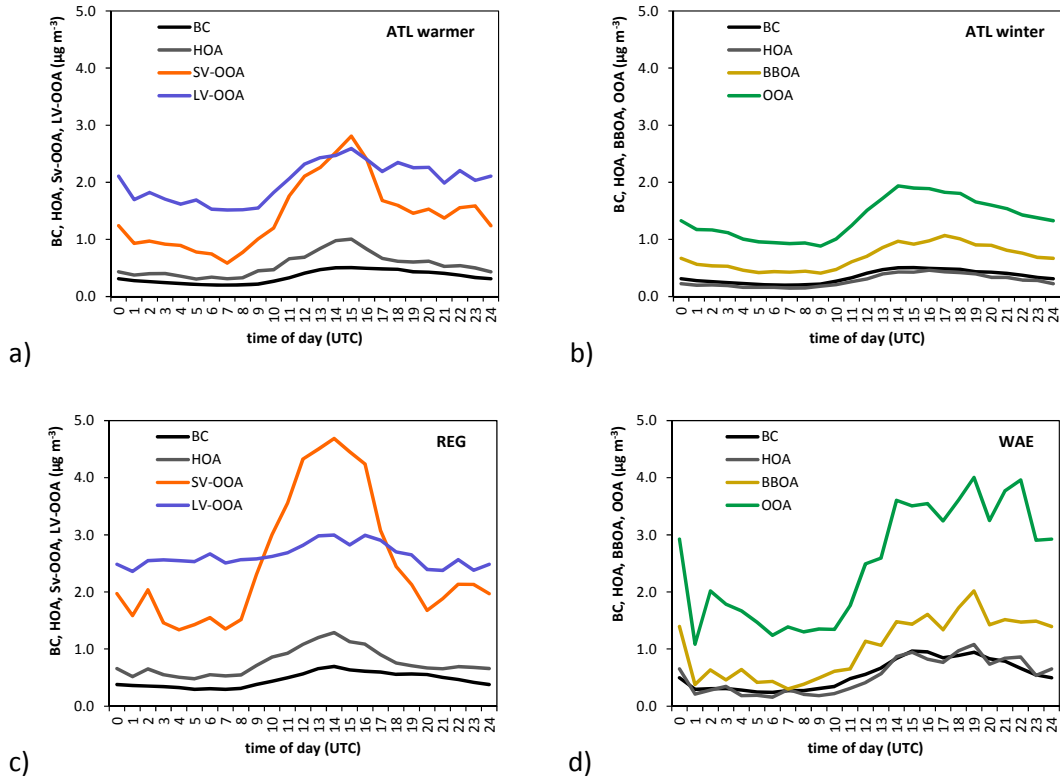 ATL warmer
BC, HOA, Sv-OOA, LV-OOA (µg m-3)
5.0
4.0
3.0
2.0
1.0
0.0
BC
HOA
SV-OOA
LV-OOA
0 1 2 3 4 5 6 7 8 9 10 11 12 13 14 15 16 17 18 19 20 21 22 23 24
time of day (UTC)
a)
ATL winter
BC, HOA, BBOA, OOA (µg m-3)
5.0
4.0
3.0
2.0
1.0
0.0
BC
HOA
BBOA
OOA
0 1 2 3 4 5 6 7 8 9 10 11 12 13 14 15 16 17 18 19 20 21 22 23 24
time of day (UTC)
b)
REG
BC, HOA, Sv-OOA, LV-OOA (µg m-3)
5.0
4.0
3.0
2.0
1.0
0.0
BC
HOA
SV-OOA
LV-OOA
0 1 2 3 4 5 6 7 8 9 10 11 12 13 14 15 16 17 18 19 20 21 22 23 24
time of day (UTC)
c)
WAE
BC, HOA, BBOA, OOA (µg m-3)
5.0
4.0
3.0
2.0
1.0
0.0
BC
HOA
BBOA
OOA
0 1 2 3 4 5 6 7 8 9 10 11 12 13 14 15 16 17 18 19 20 21 22 23 24
time of day (UTC)
d)